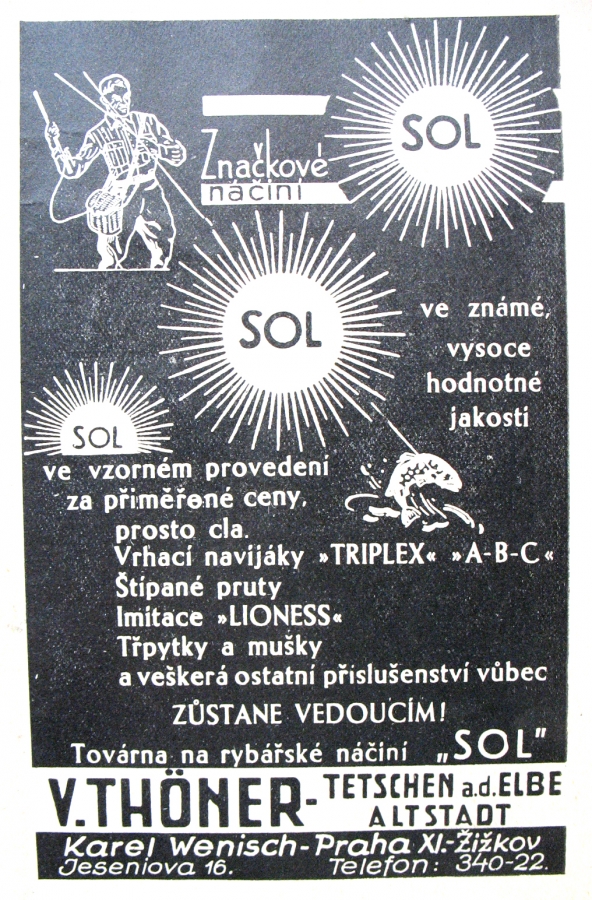 SOL
Značkové
náčiní
SOL
ve známé,
vysoce
hodnotné
jakosti
SOL
ve vzorném provedení
za přiměřené ceny,
prosto cla.
Vrhací navijáky »TRIPLEX« »A-B-C«
Štípané pruty
Imitace »LIONESS«
Třpytky a mušky
a veškerá ostatní příslušenství vůbec
ZŮSTANE VEDOUCÍM!
Továrna na rybářské náčiní „SOL”
V. THÖNER- TETSCHEN a.d. ELBE
ALTSTADT
Karel Wenisch-Praha XI.-Žižkov
Jeseniova 16. Telefon: 340-22.